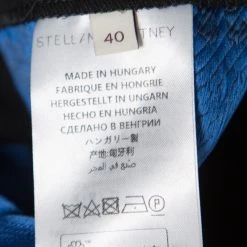 STELLA McCARTNEY
40
MADE IN HUNGARY
FABRIQUE EN HONGRIE
HERGESTELLT IN UNGARN
HECHO EN HUNGRIA
СДЕЛАНО В ВЕНГРИИ
ハンガリー製
产地:匈牙利
صنع في المجر
P